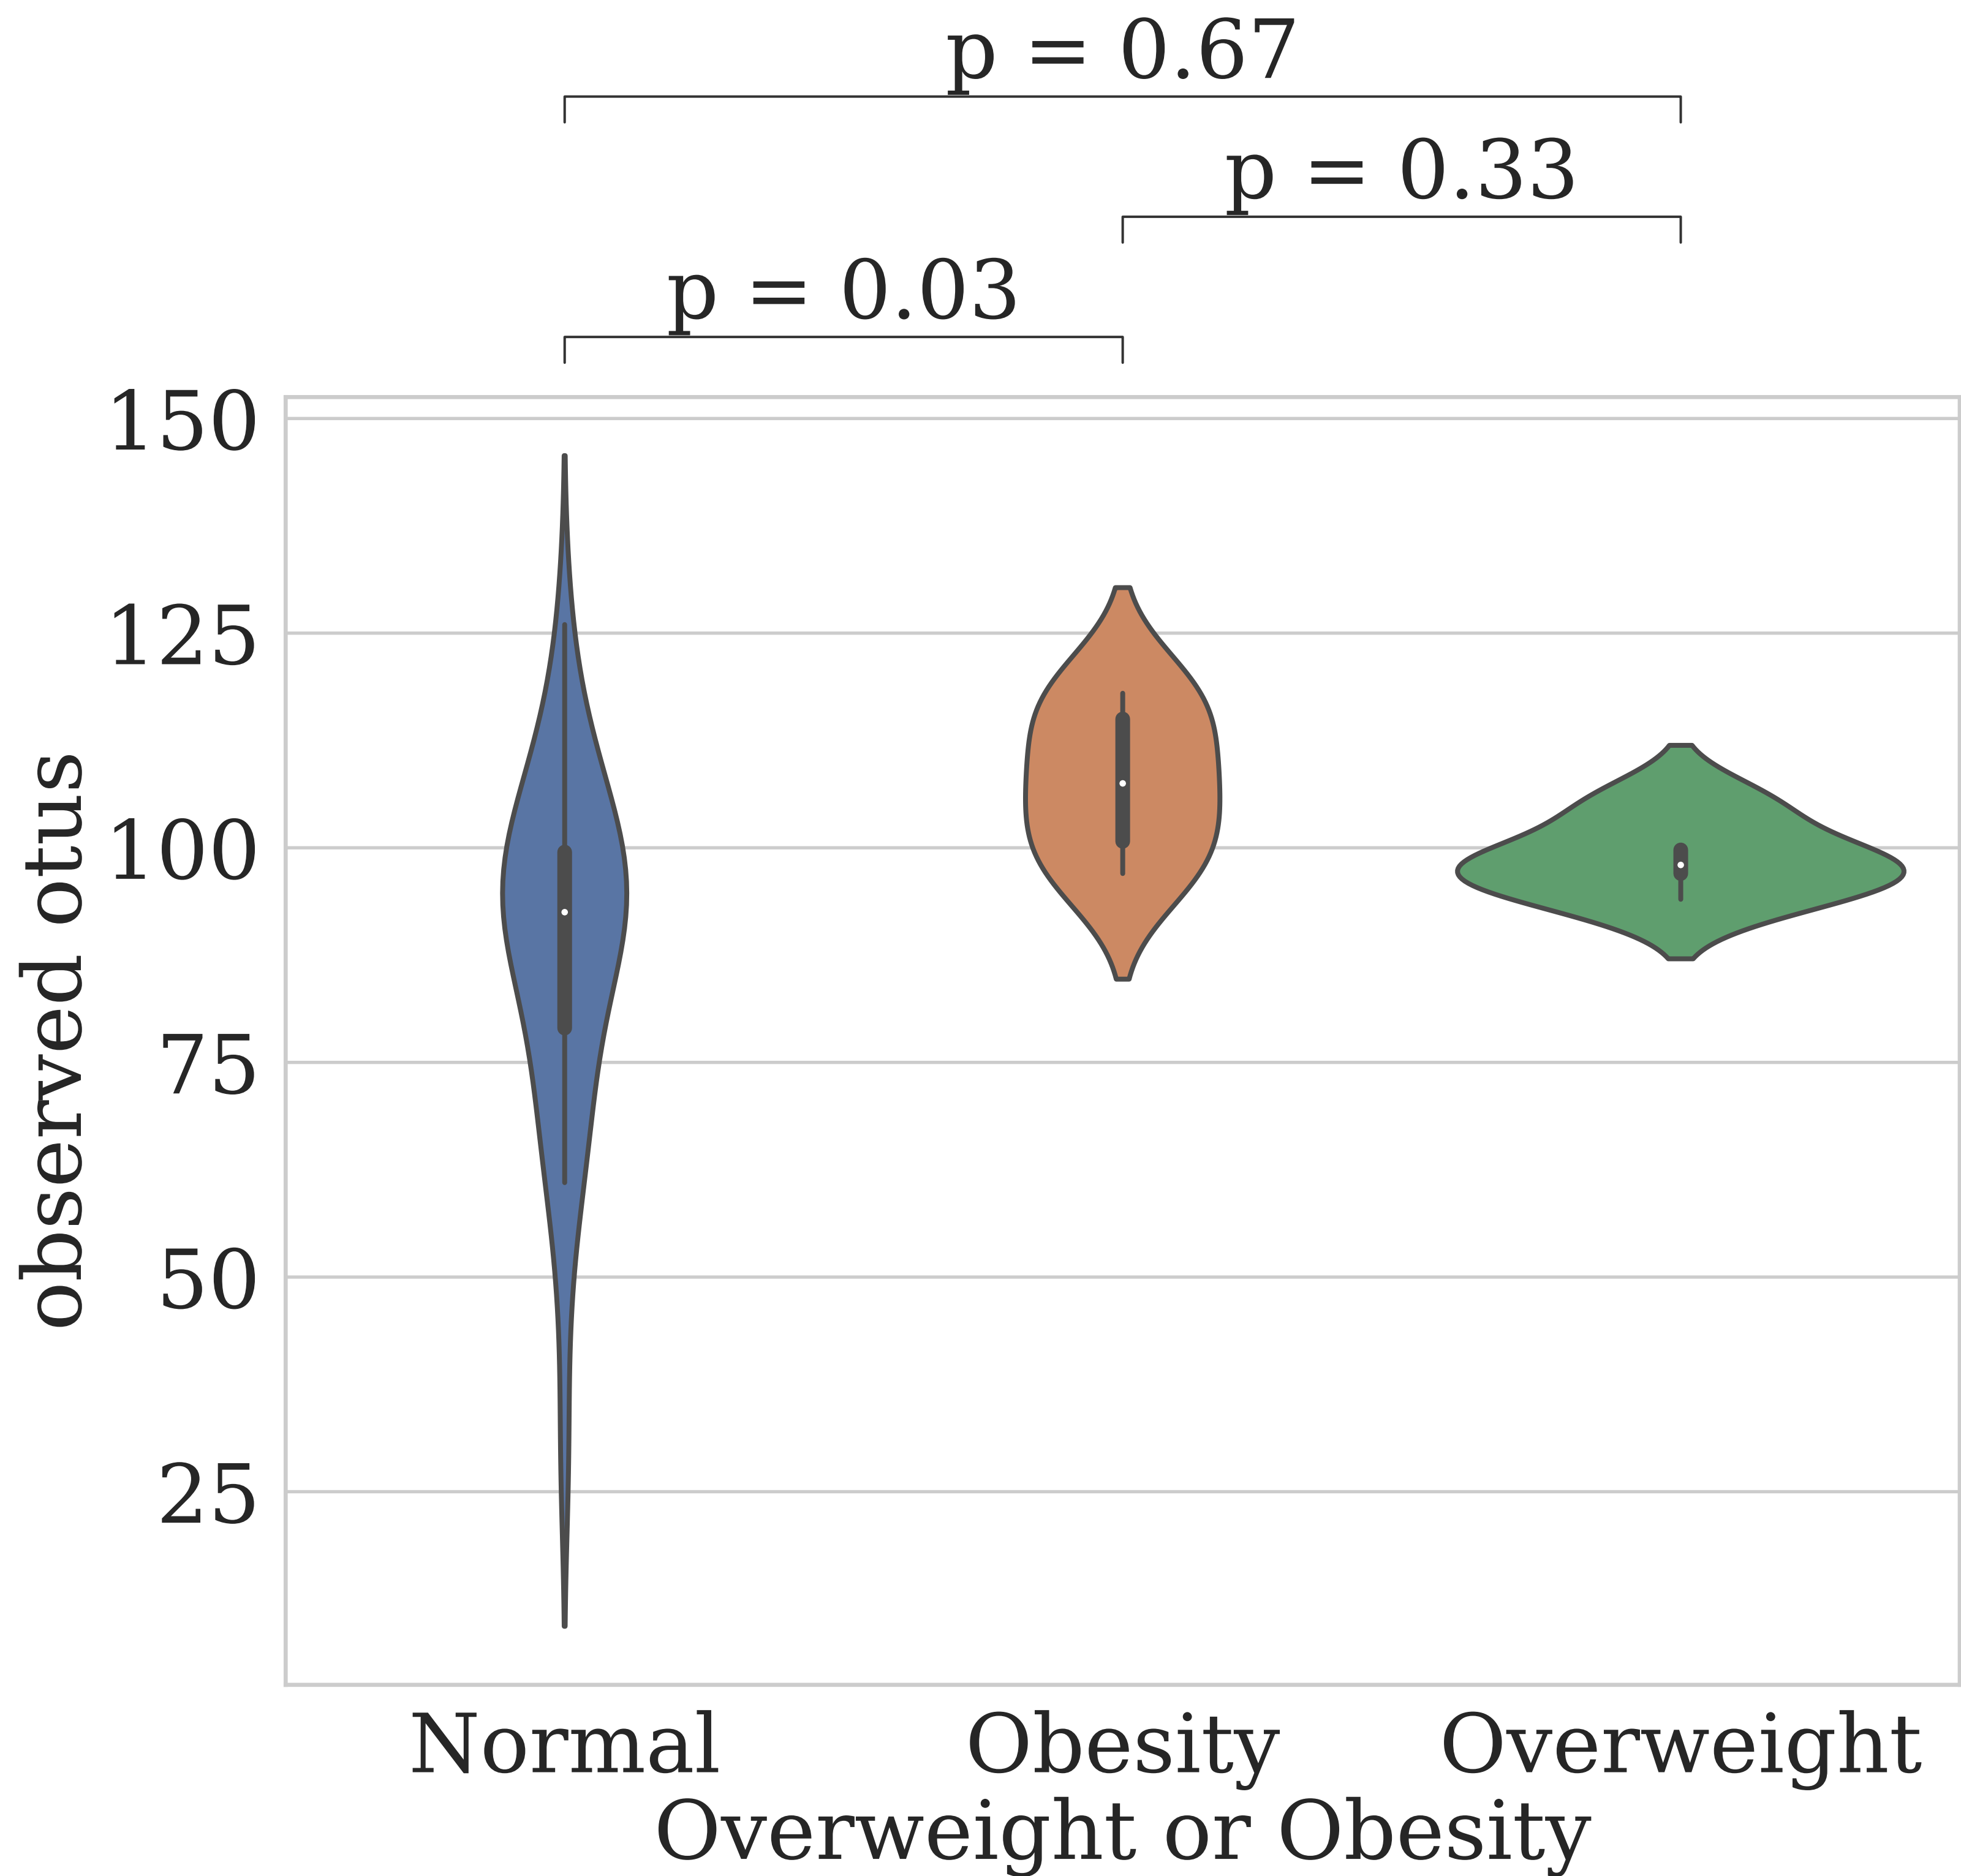 p = 0.67
p = 0.33
p = 0.03
150
125
100
75
50
25
observed otus
Normal
Obesity
Overweight
Overweight or Obesity